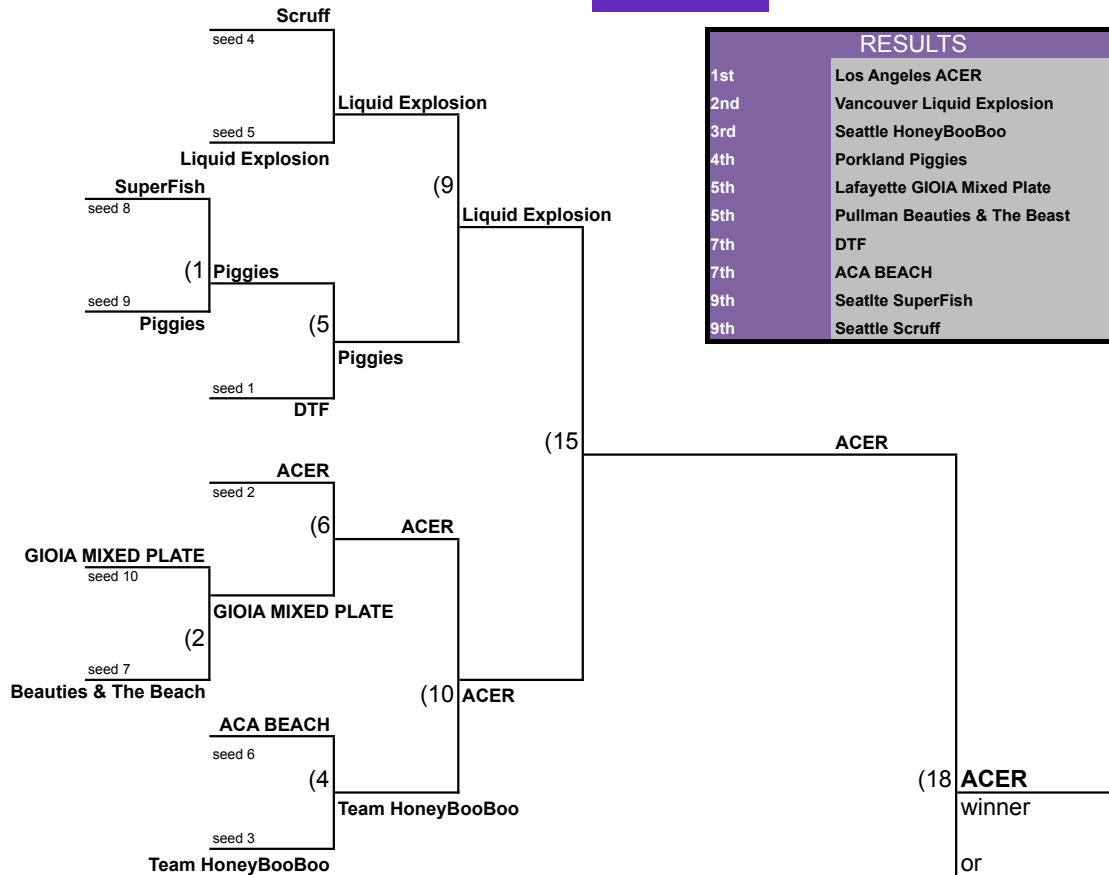 Scruff
seed 4
Liquid Explosion
seed 5
Liquid Explosion
SuperFish
seed 8
(9
Liquid Explosion
(1 Piggies
seed 9
Piggies
(5
Piggies
seed 1
DTF
(15
ACER
ACER
seed 2
(6
ACER
GIOIA MIXED PLATE
seed 10
GIOIA MIXED PLATE
(2
seed 7
Beauties & The Beach
(10 ACER
ACA BEACH
seed 6
(4
Team HoneyBooBoo
seed 3
Team HoneyBooBoo
(18 ACER
winner
or
RESULTS
1st Los Angeles ACER
2nd Vancouver Liquid Explosion
3rd Seattle HoneyBooBoo
4th Porkland Piggies
5th Lafayette GIOIA Mixed Plate
5th Pullman Beauties & The Beast
7th DTF
7th ACA BEACH
9th Seatlte SuperFish
9th Seattle Scruff